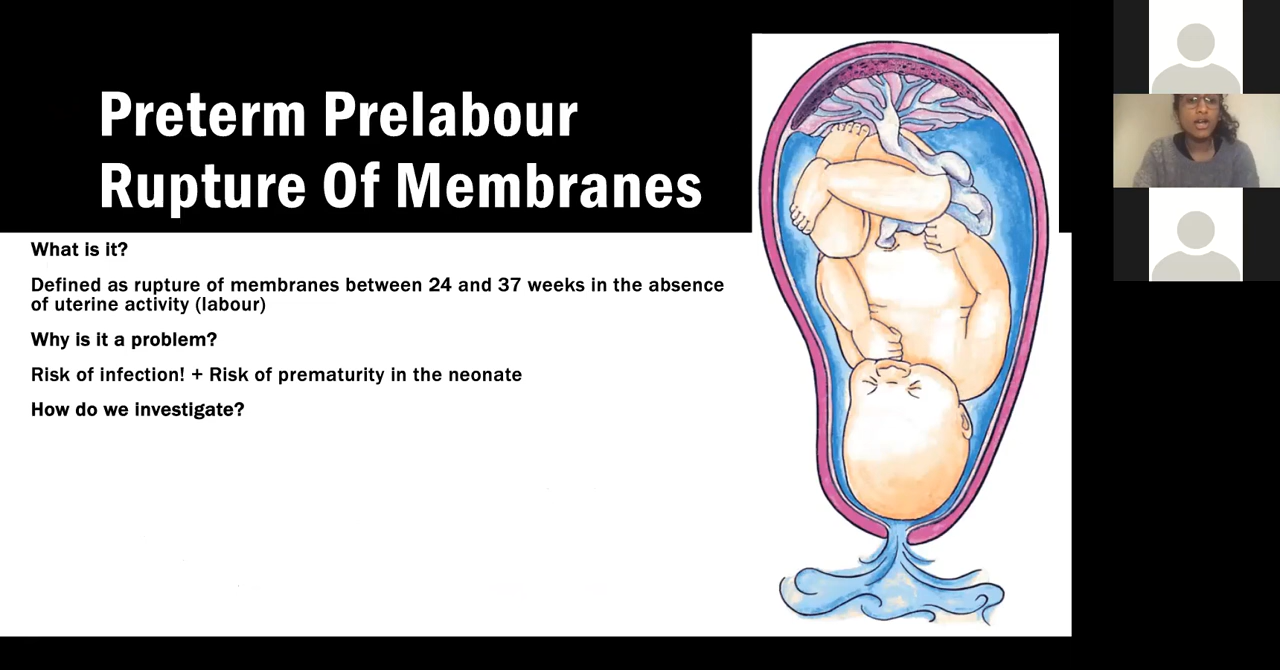 Preterm Prelabour
Rupture Of Membranes
What is it?
Defined as rupture of membranes between 24 and 37 weeks in the absence
of uterine activity (labour)
Why is it a problem?
Risk of infection! + Risk of prematurity in the neonate
How do we investigate?